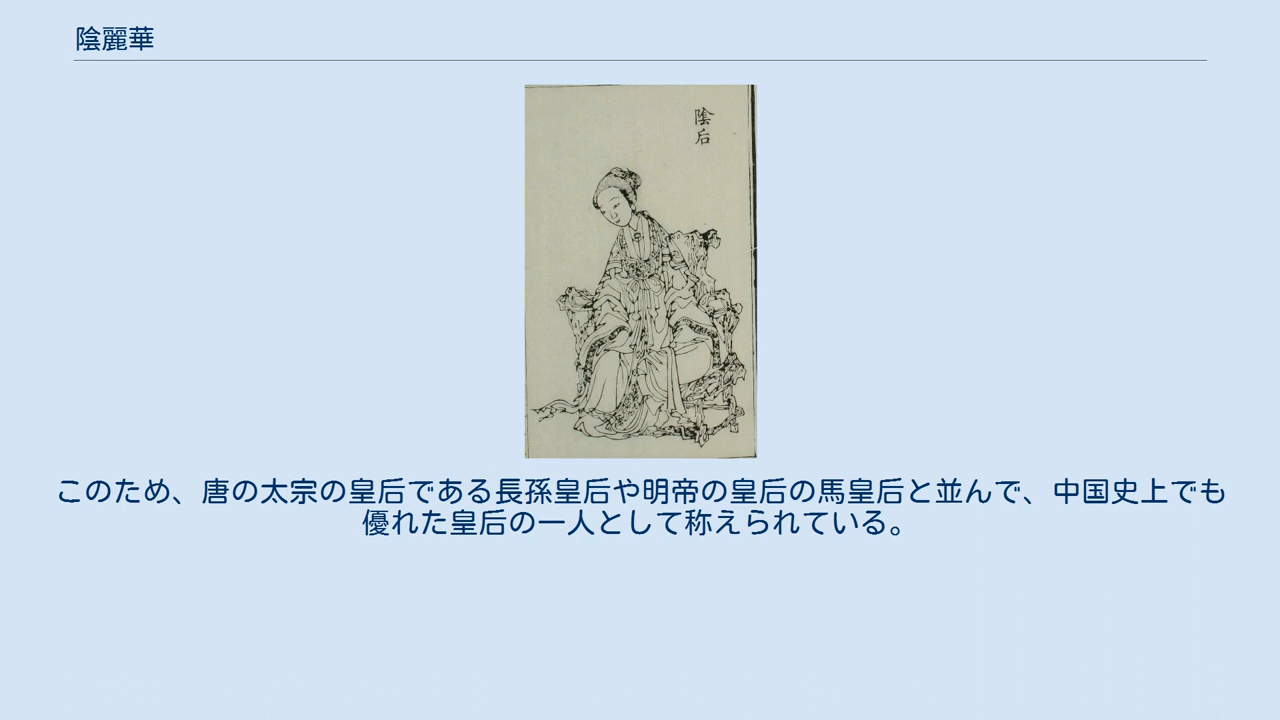 陰麗華
陰
后
このため、唐の太宗の皇后である長孫皇后や明帝の皇后の馬皇后と並んで、中国史上でも
優れた皇后の一人として称えられている。